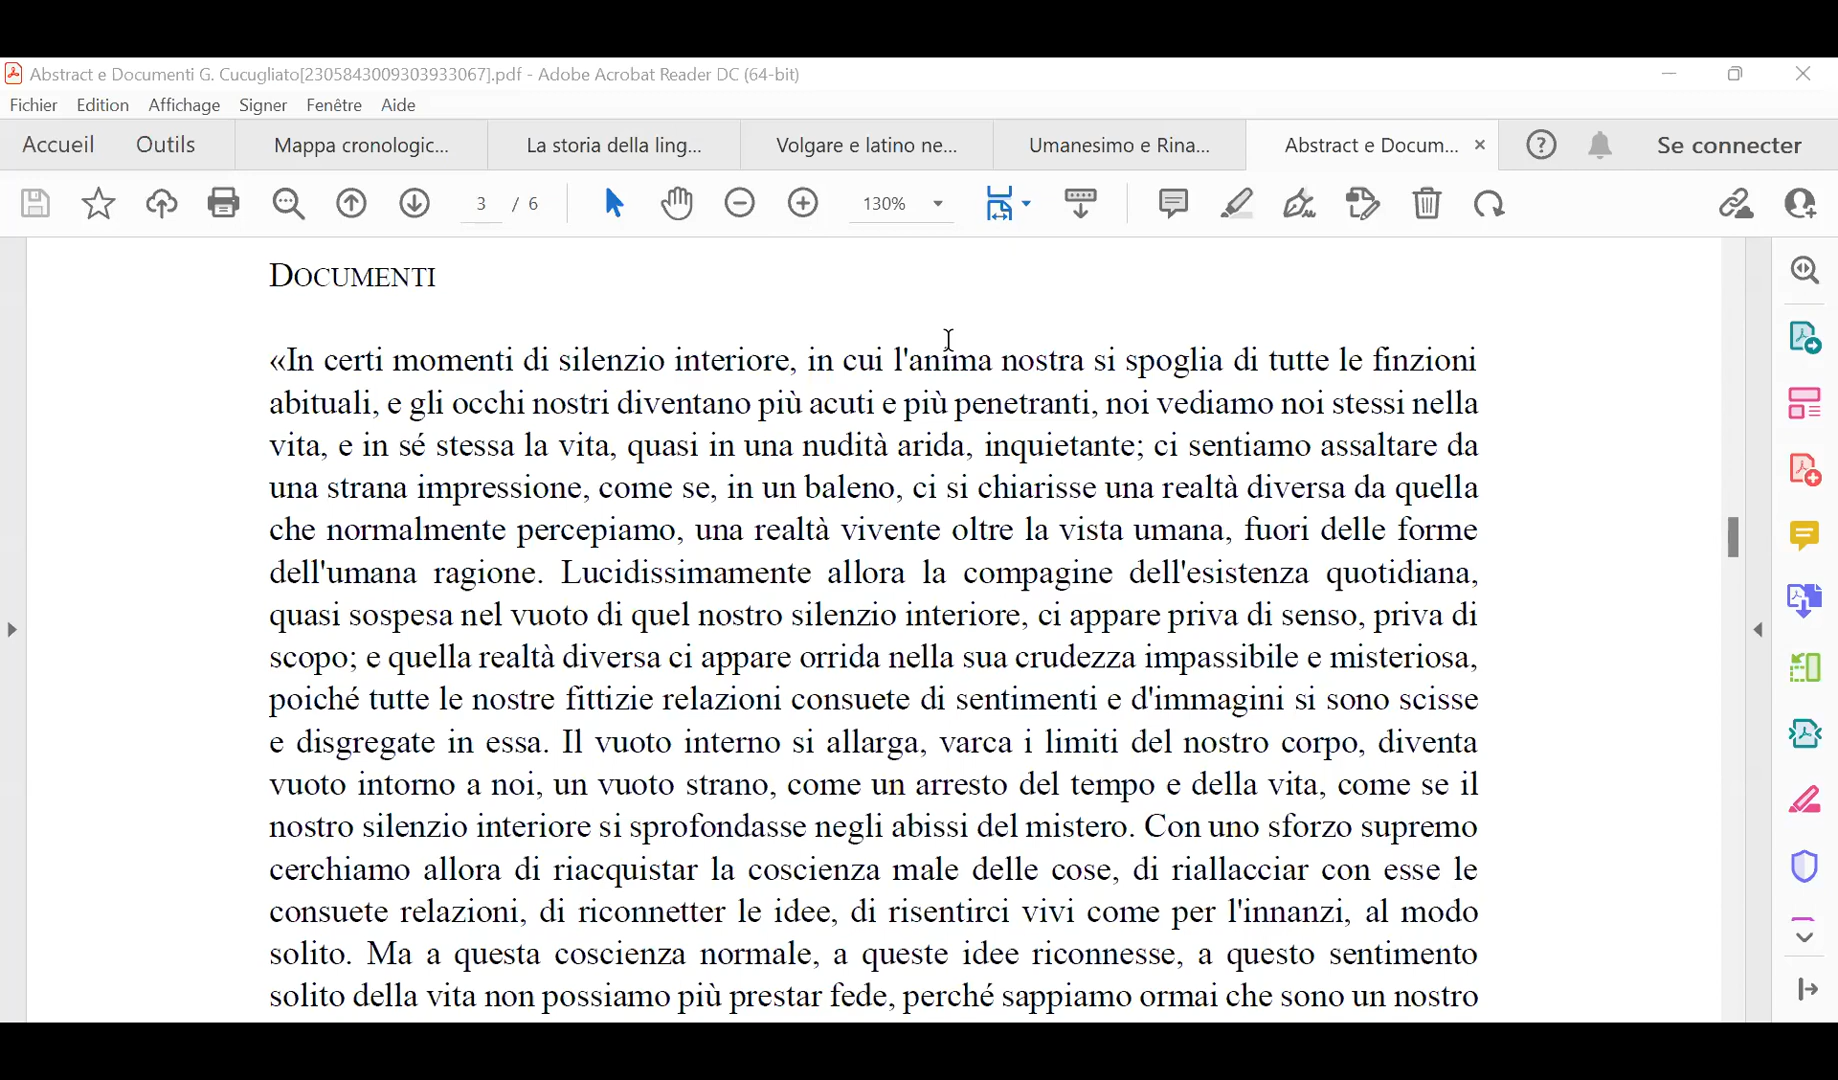 Abstract e Documenti G. Cucugliato[2305843009303933067].pdf - Adobe Acrobat Reader DC (64-bit)
Fichier Edition Affichage Signer Fenêtre Aide
Accueil Outils Mappa cronologic... La storia della ling... Volgare e latino ne... Umanesimo e Rina... Abstract e Docum... × Se connecter
3 / 6 130%
DOCUMENTI
«In certi momenti di silenzio interiore, in cui l'anima nostra si spoglia di tutte le finzioni
abituali, e gli occhi nostri diventano più acuti e più penetranti, noi vediamo noi stessi nella
vita, e in sé stessa la vita, quasi in una nudità arida, inquietante; ci sentiamo assaltare da
una strana impressione, come se, in un baleno, ci si chiarisse una realtà diversa da quella
che normalmente percepiamo, una realtà vivente oltre la vista umana, fuori delle forme
dell'umana ragione. Lucidissimamente allora la compagine dell'esistenza quotidiana,
quasi sospesa nel vuoto di quel nostro silenzio interiore, ci appare priva di senso, priva di
scopo; e quella realtà diversa ci appare orrida nella sua crudezza impassibile e misteriosa,
poiché tutte le nostre fittizie relazioni consuete di sentimenti e d'immagini si sono scisse
e disgregate in essa. Il vuoto interno si allarga, varca i limiti del nostro corpo, diventa
vuoto intorno a noi, un vuoto strano, come un arresto del tempo e della vita, come se il
nostro silenzio interiore si sprofondasse negli abissi del mistero. Con uno sforzo supremo
cerchiamo allora di riacquistar la coscienza male delle cose, di riallacciar con esse le
consuete relazioni, di riconnetter le idee, di risentirci vivi come per l'innanzi, al modo
solito. Ma a questa coscienza normale, a queste idee riconnesse, a questo sentimento
solito della vita non possiamo più prestar fede, perché sappiamo ormai che sono un nostro